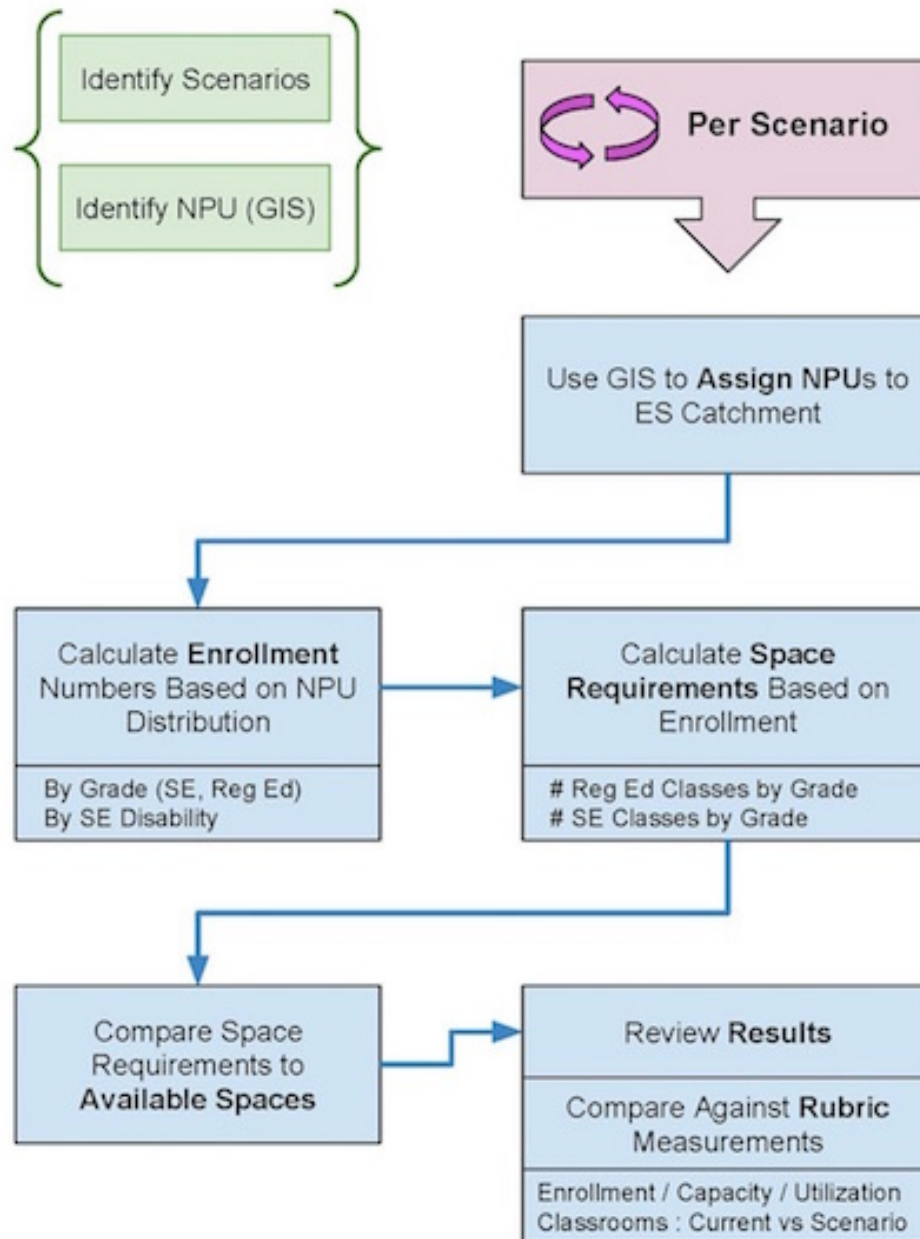 Identify Scenarios
Identify NPU (GIS)
Per Scenario
Use GIS to Assign NPUs to
ES Catchment
Calculate Enrollment
Numbers Based on NPU
Distribution
By Grade (SE, Reg Ed)
By SE Disability
Calculate Space
Requirements Based on
Enrollment
# Reg Ed Classes by Grade
# SE Classes by Grade
Compare Space
Requirements to
Available Spaces
Review Results
Compare Against Rubric
Measurements
Enrollment / Capacity / Utilization
Classrooms : Current vs Scenario